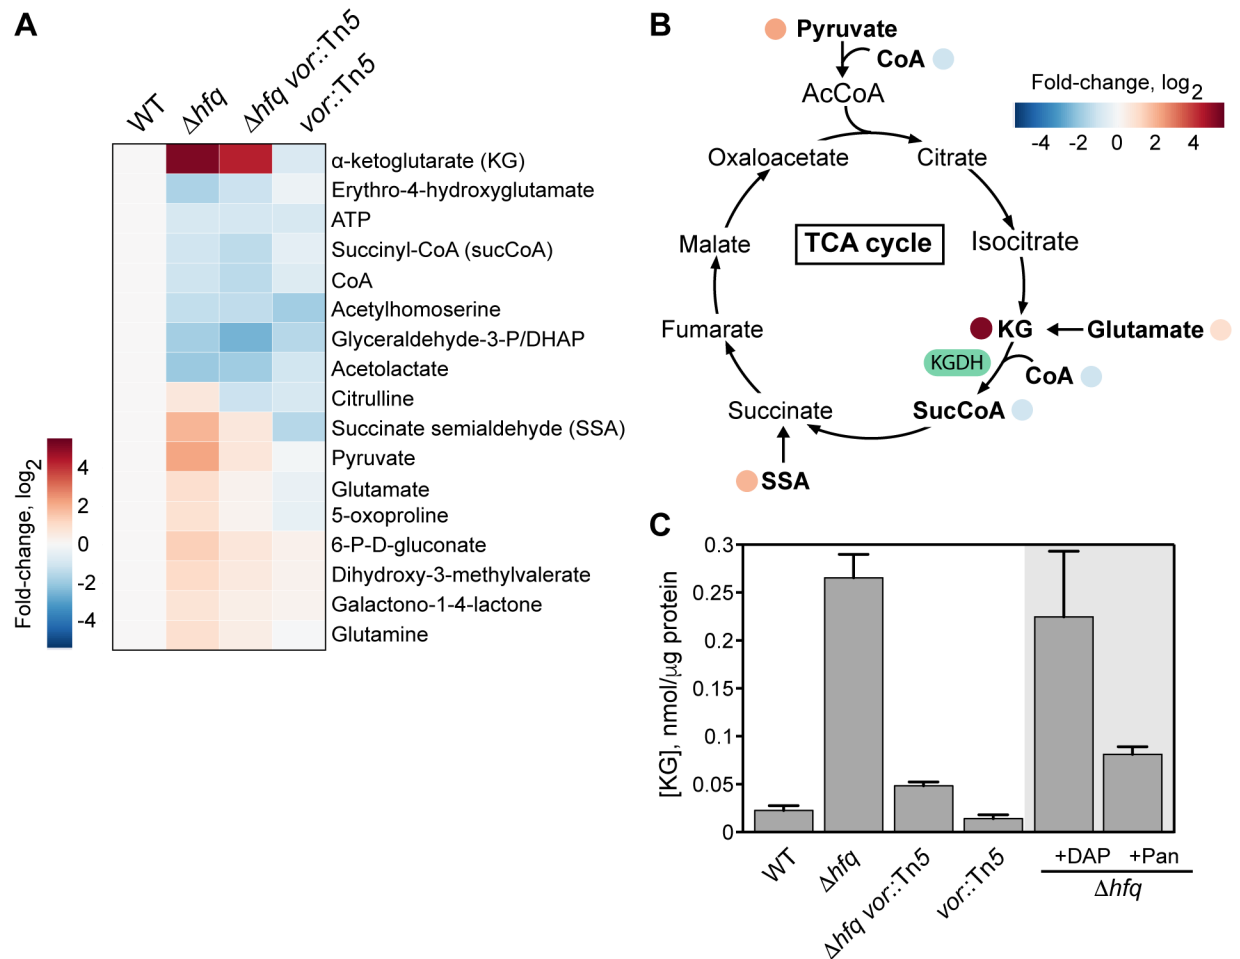 A
WT
Δhfq
Δhfq vor::Tn5
vor::Tn5
α-ketoglutarate (KG)
Erythro-4-hydroxyglutamate
ATP
Succinyl-CoA (sucCoA)
CoA
Acetylhomoserine
Glyceraldehyde-3-P/DHAP
Acetolactate
Citrulline
Succinate semialdehyde (SSA)
Pyruvate
Glutamate
5-oxoproline
6-P-D-gluconate
Dihydroxy-3-methylvalerate
Galactono-1-4-lactone
Glutamine
Fold-change, log2
4
2
0
-2
-4
B
Pyruvate
CoA
AcCoA
Fold-change, log2
-4 -2 0 2 4
Oxaloacetate
Citrate
Malate
TCA cycle
Isocitrate
Fumarate
KG
Glutamate
KGDH
CoA
Succinate
SucCoA
SSA
C
[KG], nmol/μg protein
0.3
0.25
0.2
0.15
0.1
0.05
0
WT
Δhfq
Δhfq vor::Tn5
vor::Tn5
+DAP +Pan
Δhfq